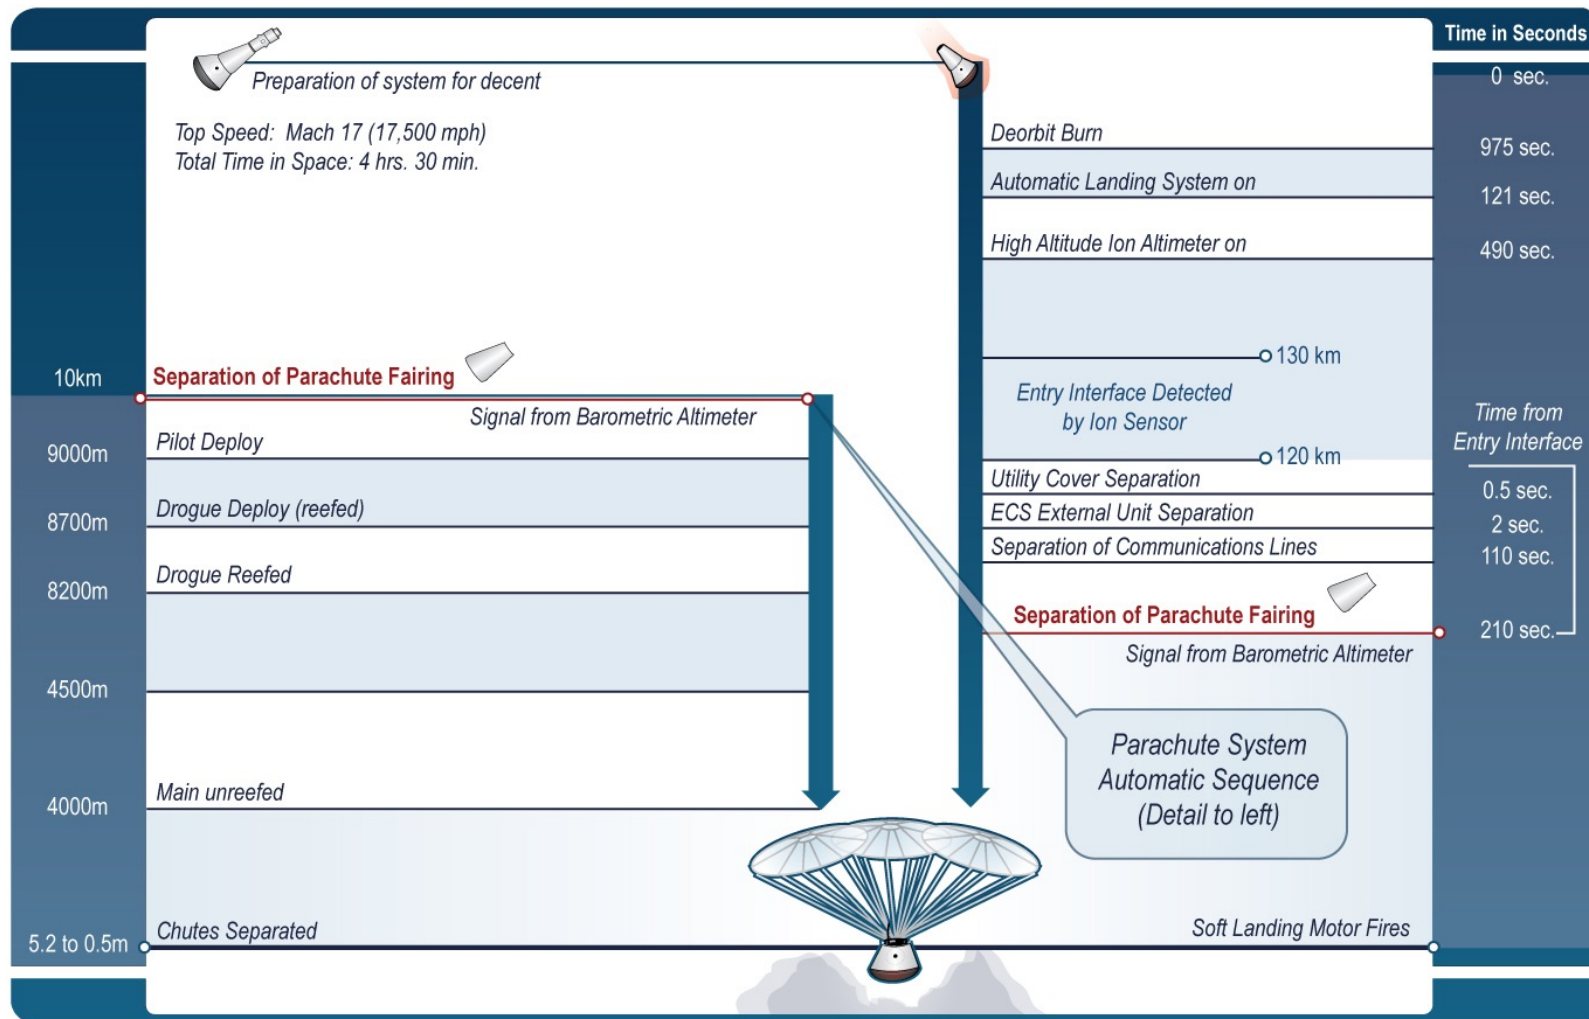 Time in Seconds
Preparation of system for decent
0 sec.
Top Speed: Mach 17 (17,500 mph)
Total Time in Space: 4 hrs. 30 min.
Deorbit Burn
975 sec.
Automatic Landing System on
121 sec.
High Altitude Ion Altimeter on
490 sec.
130 km
Entry Interface Detected
by Ion Sensor
120 km
Time from
Entry Interface
Utility Cover Separation
0.5 sec.
ECS External Unit Separation
2 sec.
Separation of Communications Lines
110 sec.
Separation of Parachute Fairing
210 sec.
Signal from Barometric Altimeter
10km
Separation of Parachute Fairing
Signal from Barometric Altimeter
Pilot Deploy
9000m
Drogue Deploy (reefed)
8700m
Drogue Reefed
8200m
4500m
Main unreefed
4000m
Parachute System
Automatic Sequence
(Detail to left)
Chutes Separated
5.2 to 0.5m
Soft Landing Motor Fires